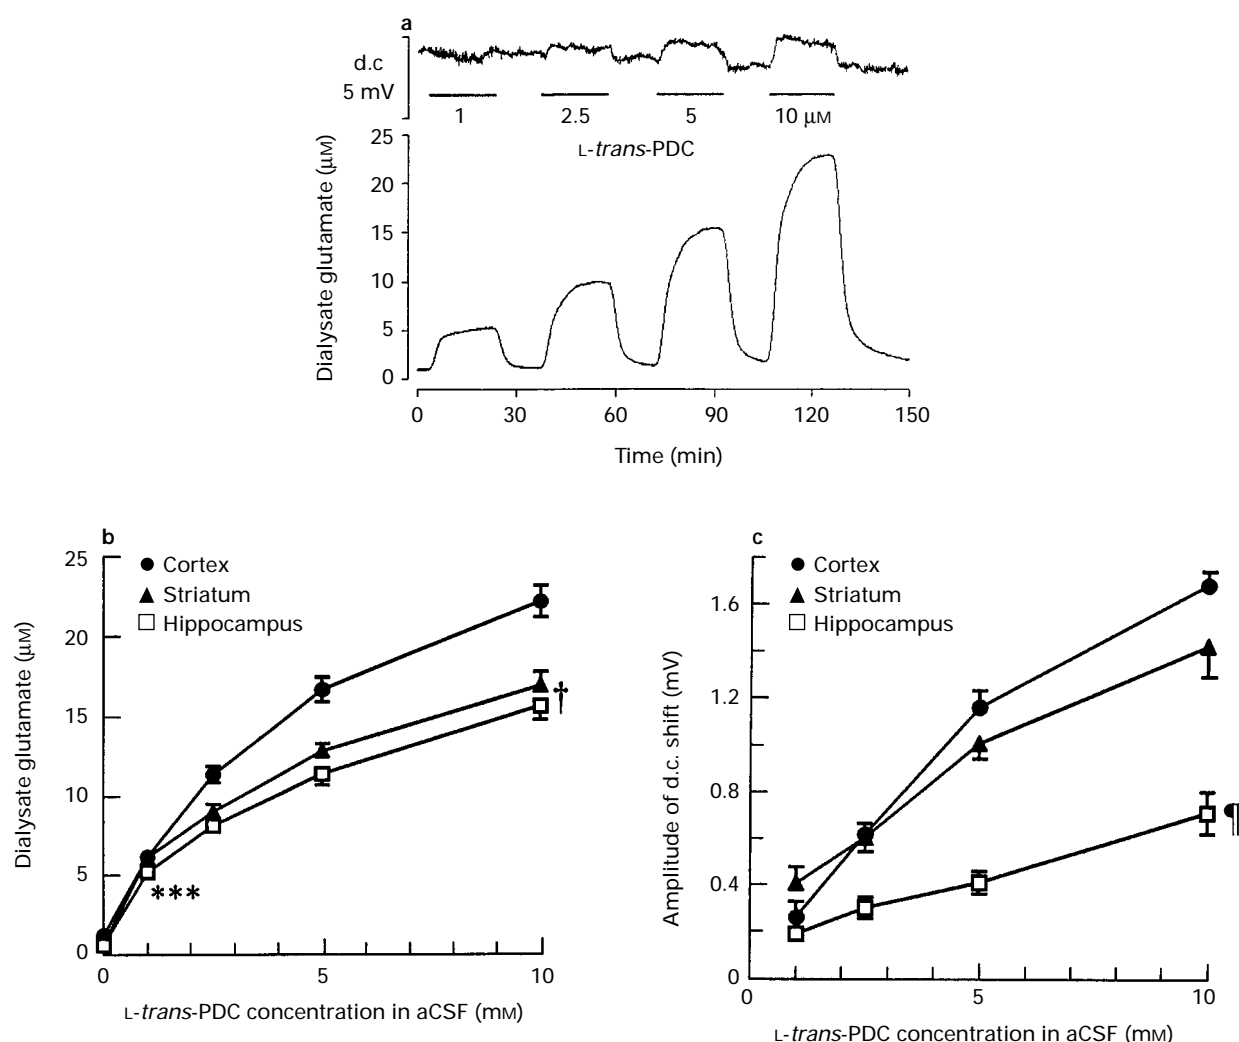 a
d.c
5 mV
1 2.5 5 10 μM
L-trans-PDC
Dialysate glutamate (μM)
25
20
15
10
5
0
0 30 60 90 120 150
Time (min)
b
Cortex
Striatum
Hippocampus
Dialysate glutamate (μM)
25
20
15
10
5
0
†
***
0 5 10
L-trans-PDC concentration in aCSF (mM)
c
Cortex
Striatum
Hippocampus
Amplitude of d.c. shift (mV)
1.6
1.2
0.8
0.4
0
¶
0 5 10
L-trans-PDC concentration in aCSF (mM)